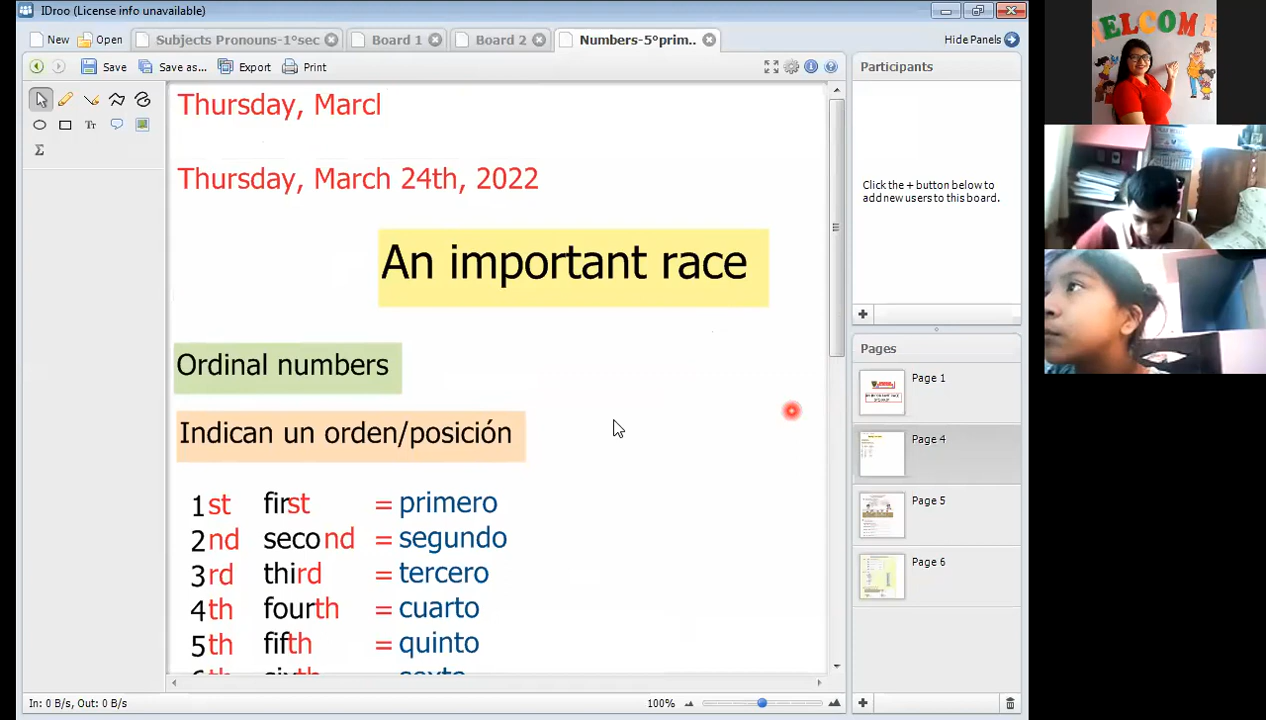 IDroo (License info unavailable)
New Open Subjects Pronouns-1°sec Board 1 Board 2 Numbers-5°prim.. Hide Panels
Save Save as... Export Print
Participants
Click the + button below to
add new users to this board.
Thursday, Marcl
Thursday, March 24th, 2022
An important race
Ordinal numbers
Indican un orden/posición
1st first = primero
2nd second = segundo
3rd third = tercero
4th fourth = cuarto
5th fifth = quinto
6th sixth = sexto
Pages
Page 1
Page 4
Page 5
Page 6
In: 0 B/s, Out: 0 B/s
100%
WELCOME